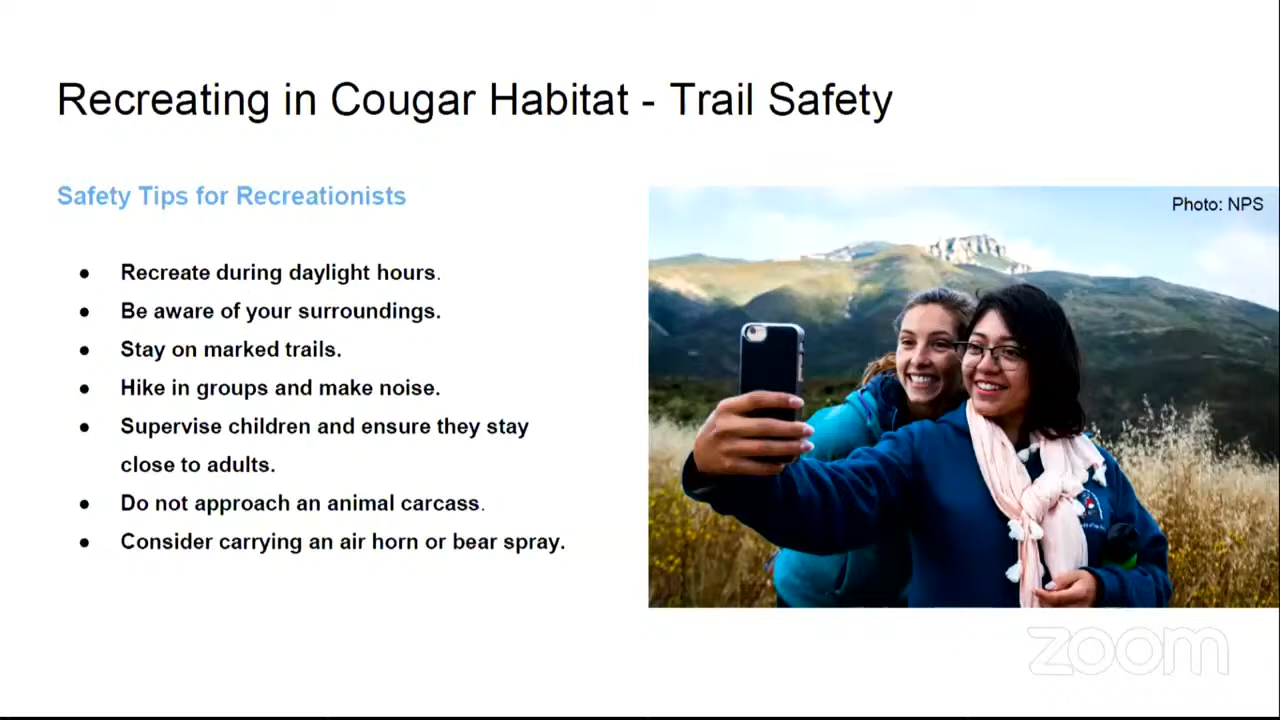 Recreating in Cougar Habitat - Trail Safety
Safety Tips for Recreationists
Photo: NPS
● Recreate during daylight hours.
● Be aware of your surroundings.
● Stay on marked trails.
● Hike in groups and make noise.
● Supervise children and ensure they stay
close to adults.
● Do not approach an animal carcass.
● Consider carrying an air horn or bear spray.
zoom